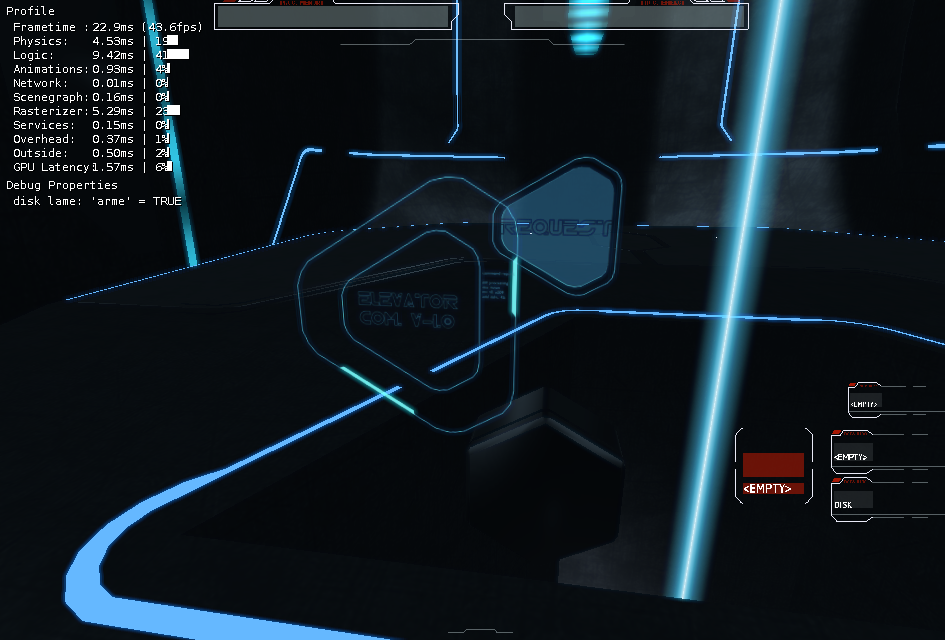 Profile
Frametime : 22.9ms (43.6fps)
Physics: 4.53ms | 19
Logic: 9.42ms | 41
Animations: 0.93ms | 4%
Network: 0.01ms | 0%
Scenegraph: 0.16ms | 0%
Rasterizer: 5.29ms | 23
Services: 0.15ms | 0%
Overhead: 0.37ms | 1%
Outside: 0.50ms | 2%
GPU Latency: 1.57ms | 6%
Debug Properties
disk lame: 'arme' = TRUE
REQUEST
ELEVATOR
COM. V-1.0
<EMPTY>
<EMPTY>
<EMPTY>
DISK